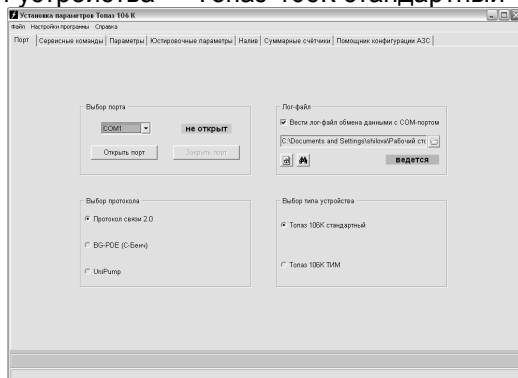 устройства – "Топаз 106К стандартный"
Установка параметров Топаз 106 К
Файл Настройки программы Справка
Порт Сервисные команды Параметры Юстировочные параметры Налив Суммарные счётчики Помощник конфигурации АЗС
Выбор порта
COM1 не открыт
Открыть порт Закрыть порт
Лог-файл
Вести лог-файл обмена данными с COM-портом
C:\Documents and Settings\shilova\Рабочий сто
ведется
Выбор протокола
Протокол связи 2.0
BG-PDE (С-Бенч)
UniPump
Выбор типа устройства
Топаз 106К стандартный
Топаз 106К ТИМ